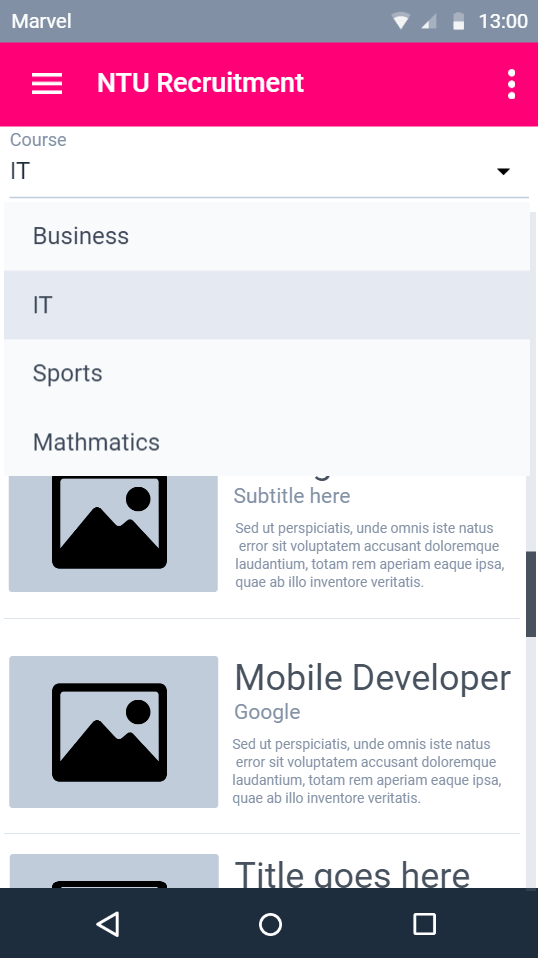 Marvel 13:00
NTU Recruitment
Course
IT
Business
IT
Sports
Mathmatics
Subtitle here
Sed ut perspiciatis, unde omnis iste natus
error sit voluptatem accusant doloremque
laudantium, totam rem aperiam eaque ipsa,
quae ab illo inventore veritatis.
Mobile Developer
Google
Sed ut perspiciatis, unde omnis iste natus
error sit voluptatem accusant doloremque
laudantium, totam rem aperiam eaque ipsa,
quae ab illo inventore veritatis.
Title goes here